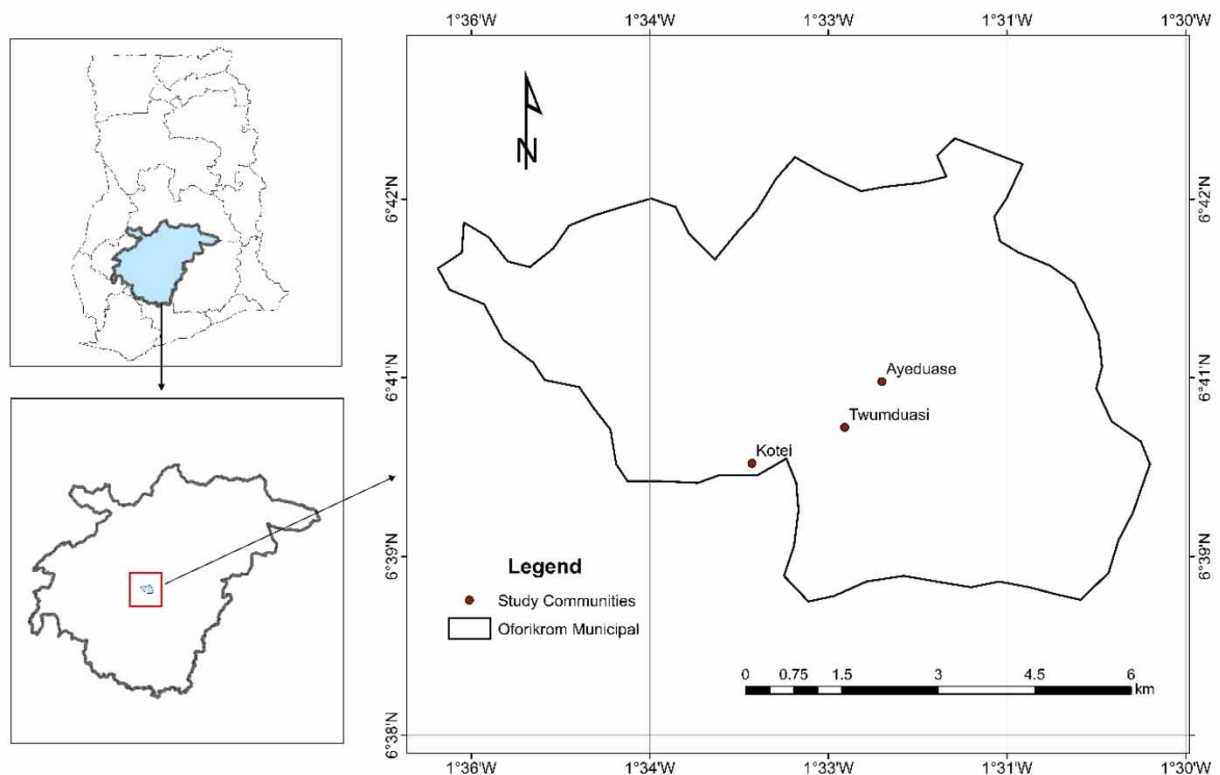 1°36'W 1°34'W 1°33'W 1°31'W 1°30'W
N
6°42'N 6°42'N
6°41'N 6°41'N
Ayeduase
Twumduasi
Kotei
6°39'N 6°39'N
Legend
Study Communities
Oforikrom Municipal
0 0.75 1.5 3 4.5 6
km
6°38'N 6°38'N
1°36'W 1°34'W 1°33'W 1°31'W 1°30'W